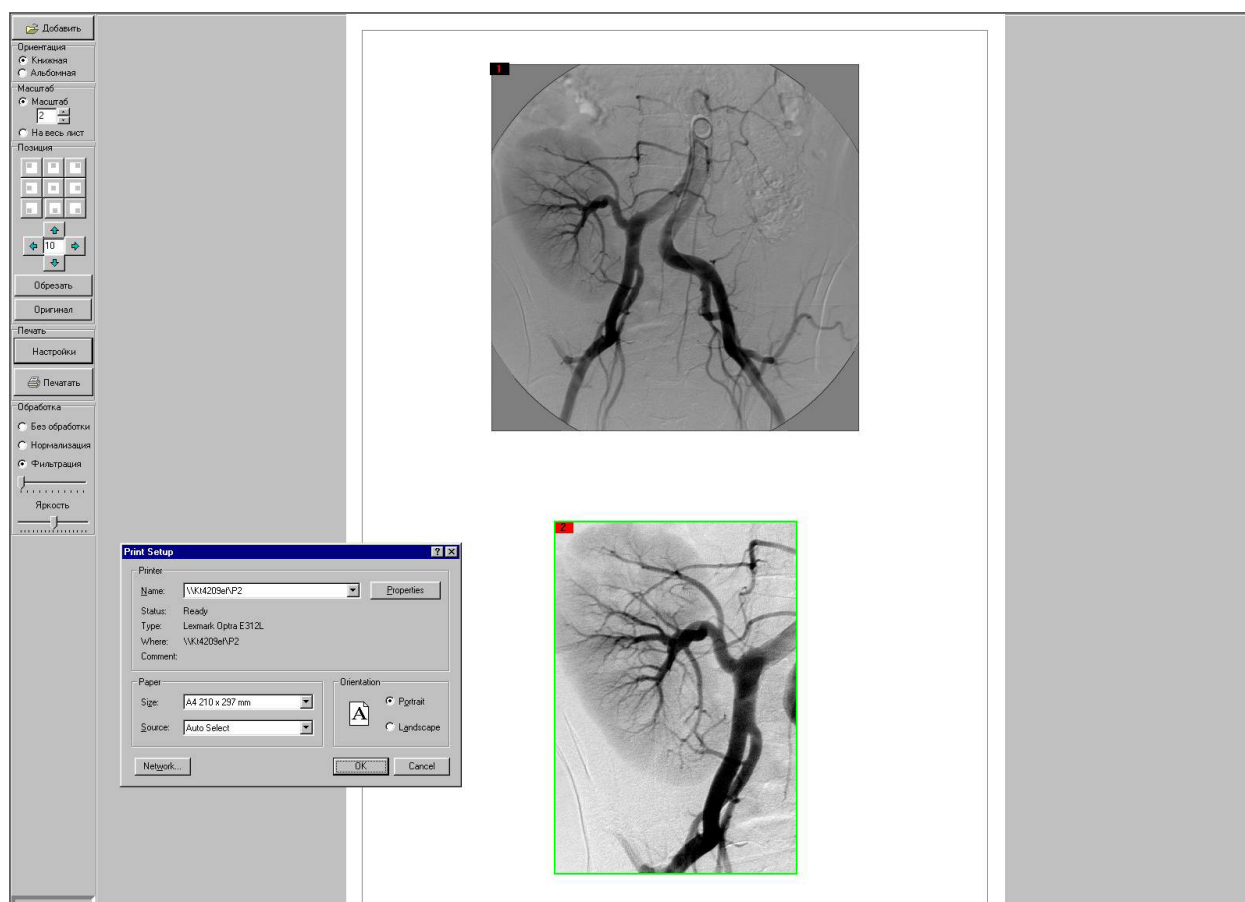 Добавить
Ориентация
Книжная
Альбомная
Масштаб
Масштаб
2
На весь лист
Позиция
10
Обрезать
Оригинал
Печать
Настройки
Печатать
Обработка
Без обработки
Нормализация
Фильтрация
Яркость
1
2
Print Setup
Printer
Name: \\Kt4209ef\P2 Properties
Status: Ready
Type: Lexmark Optra E312L
Where: \\Kt4209ef\P2
Comment:
Paper
Size: A4 210 x 297 mm
Source: Auto Select
Orientation
A
Portrait
Landscape
Network... OK Cancel